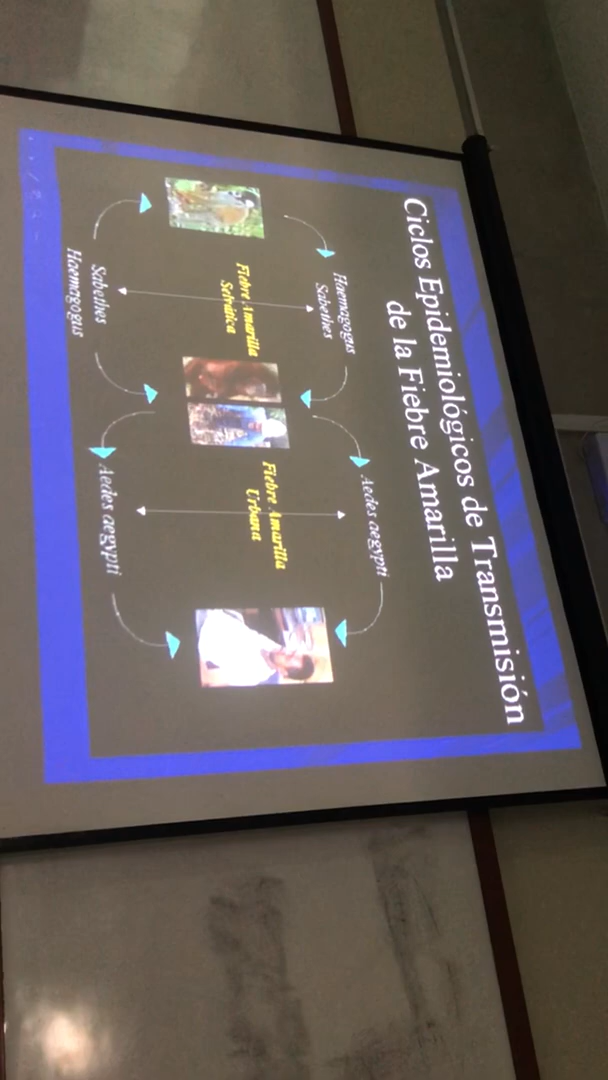 Ciclos Epidemiológicos de Transmisión
de la Fiebre Amarilla
Haemagogus
Sabethes
Aedes aegypti
Fiebre Amarilla
Selvática
Fiebre Amarilla
Urbana
Sabethes
Haemagogus
Aedes aegypti